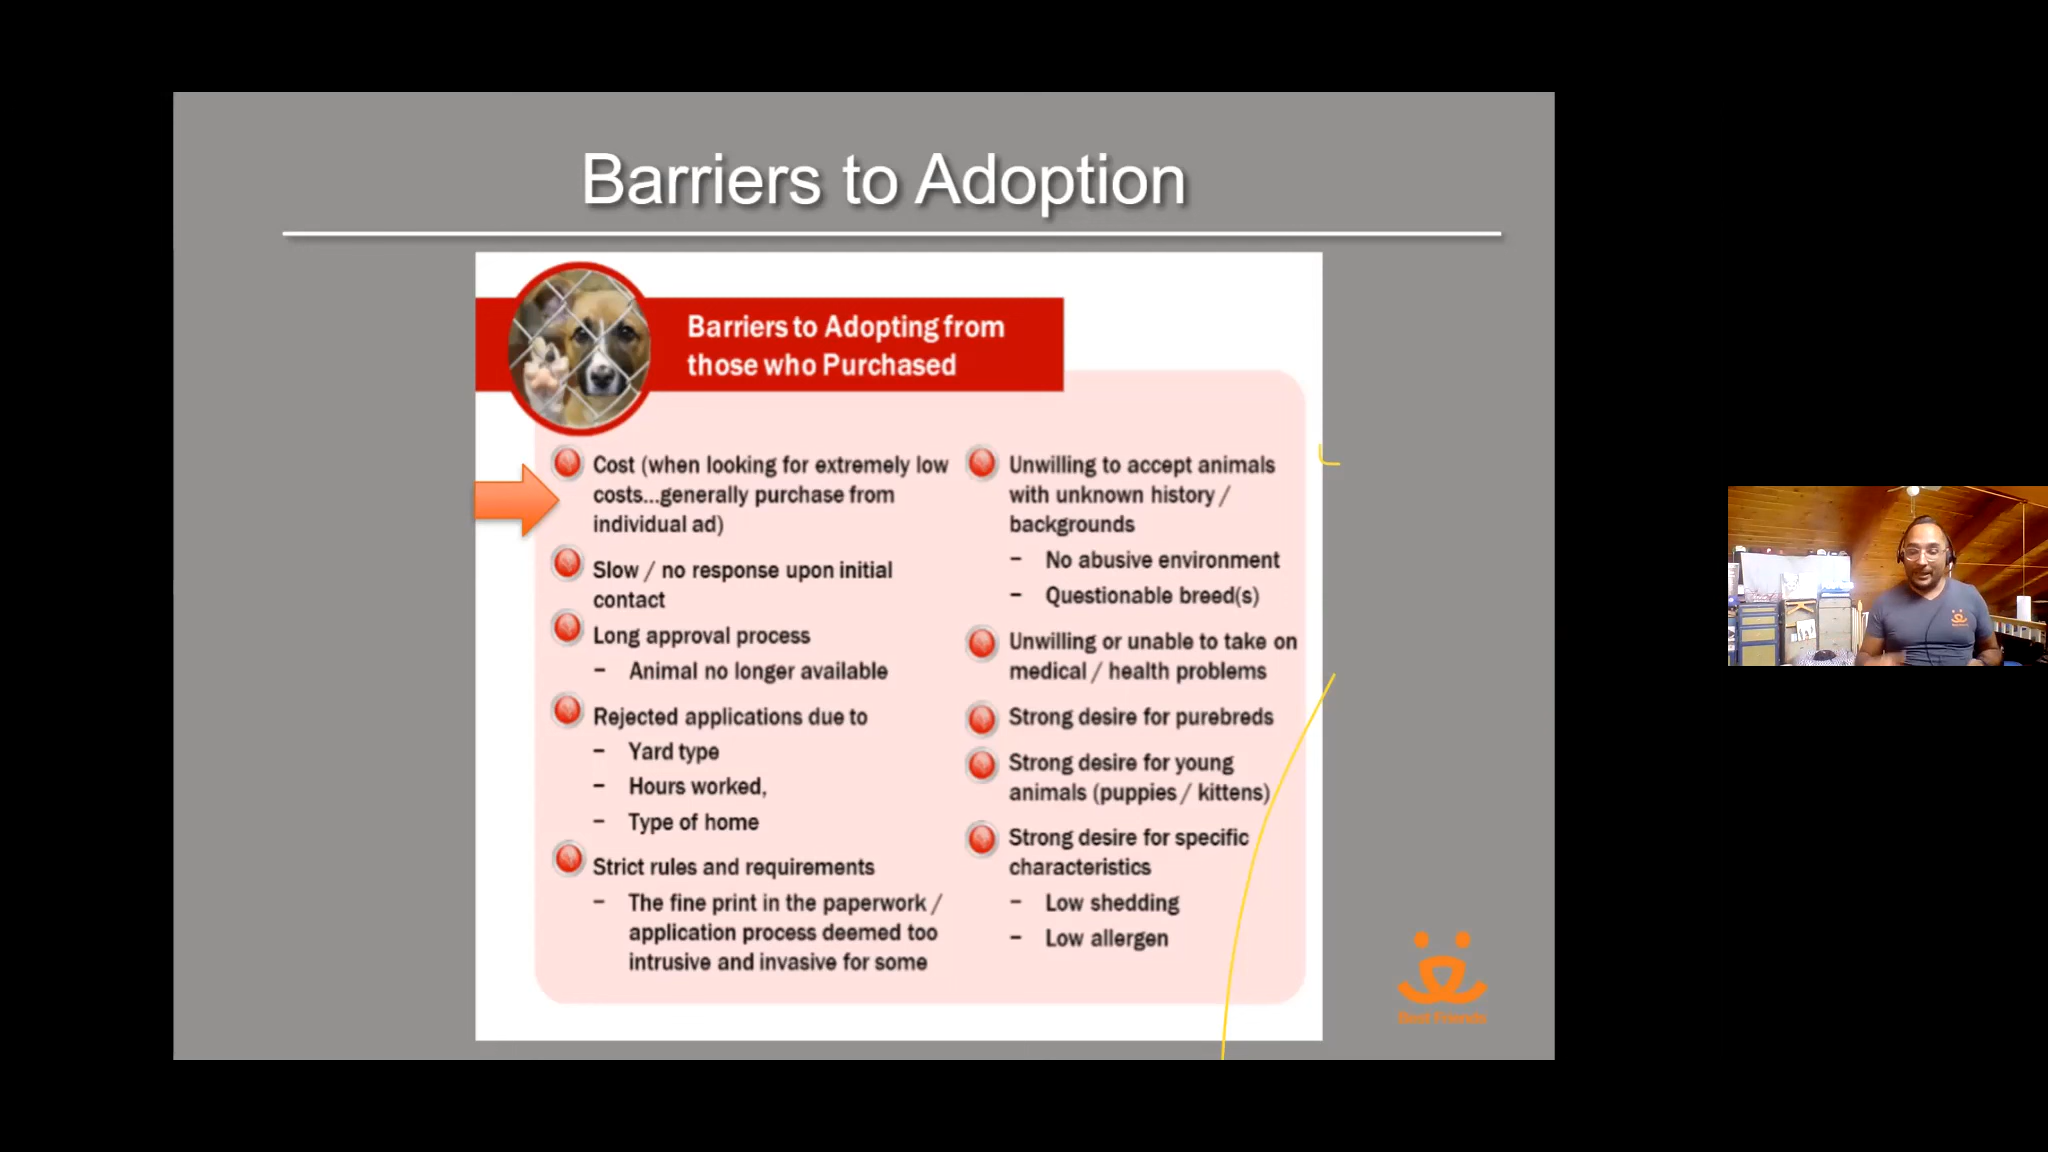 Barriers to Adoption
Barriers to Adopting from
those who Purchased
Cost (when looking for extremely low
costs...generally purchase from
individual ad)
Slow / no response upon initial
contact
Long approval process
– Animal no longer available
Rejected applications due to
– Yard type
– Hours worked,
– Type of home
Strict rules and requirements
– The fine print in the paperwork /
application process deemed too
intrusive and invasive for some
Unwilling to accept animals
with unknown history /
backgrounds
– No abusive environment
– Questionable breed(s)
Unwilling or unable to take on
medical / health problems
Strong desire for purebreds
Strong desire for young
animals (puppies / kittens)
Strong desire for specific
characteristics
– Low shedding
– Low allergen
Best Friends